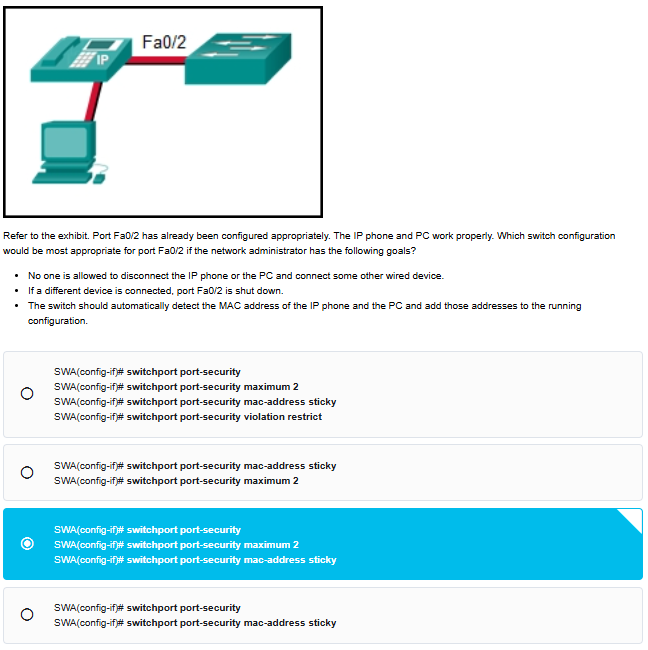 Fa0/2
IP
Refer to the exhibit. Port Fa0/2 has already been configured appropriately. The IP phone and PC work properly. Which switch configuration
would be most appropriate for port Fa0/2 if the network administrator has the following goals?
• No one is allowed to disconnect the IP phone or the PC and connect some other wired device.
• If a different device is connected, port Fa0/2 is shut down.
• The switch should automatically detect the MAC address of the IP phone and the PC and add those addresses to the running
configuration.
SWA(config-if)# switchport port-security
SWA(config-if)# switchport port-security maximum 2
SWA(config-if)# switchport port-security mac-address sticky
SWA(config-if)# switchport port-security violation restrict
SWA(config-if)# switchport port-security mac-address sticky
SWA(config-if)# switchport port-security maximum 2
SWA(config-if)# switchport port-security
SWA(config-if)# switchport port-security maximum 2
SWA(config-if)# switchport port-security mac-address sticky
SWA(config-if)# switchport port-security
SWA(config-if)# switchport port-security mac-address sticky